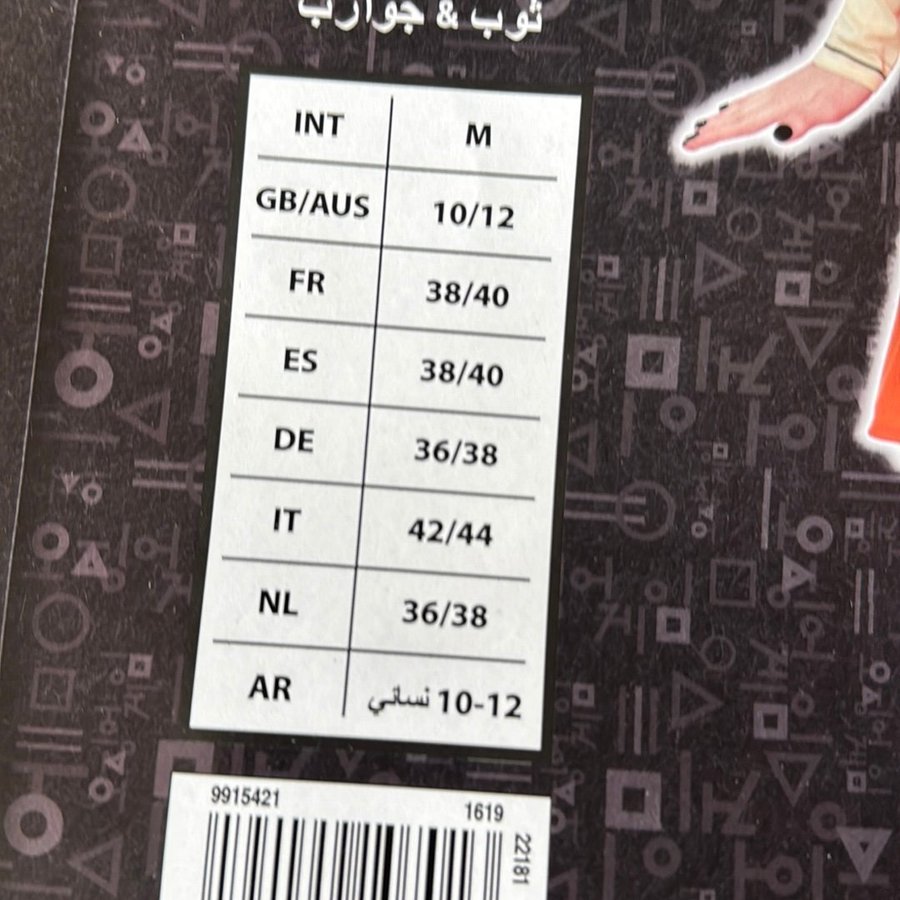 ثوب & جوارب
INT M
GB/AUS 10/12
FR 38/40
ES 38/40
DE 36/38
IT 42/44
NL 36/38
AR 10-12 نسائي
9915421 1619
22181